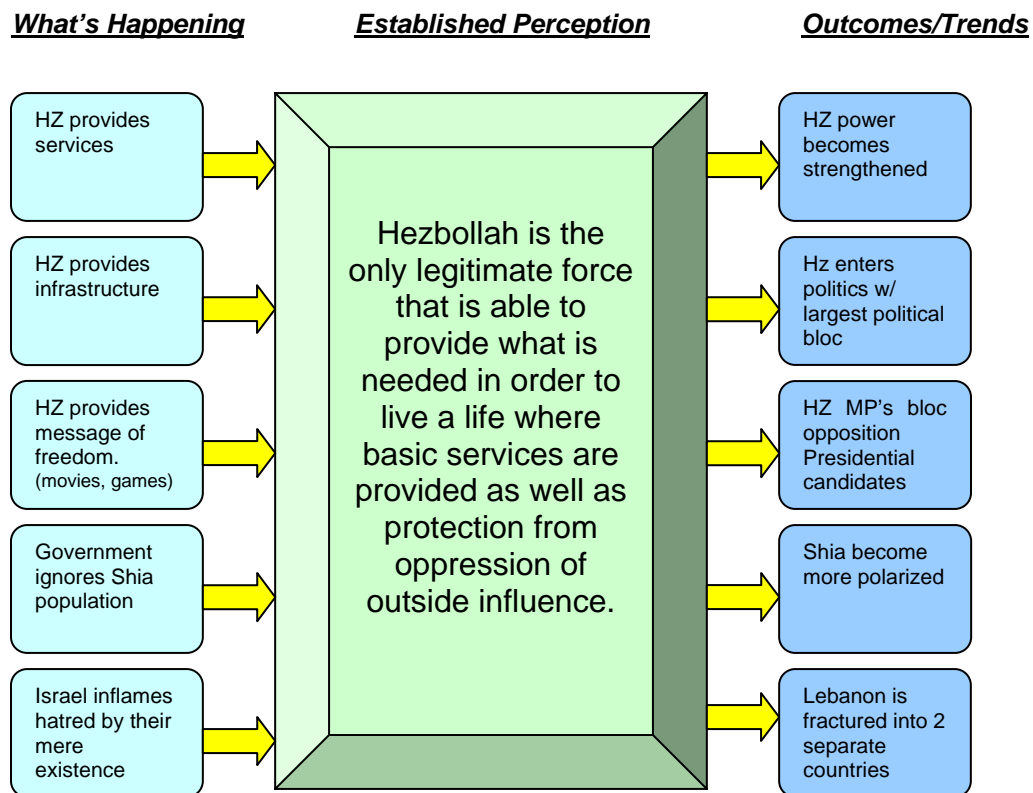 What's Happening
Established Perception
Outcomes/Trends
HZ provides
services
HZ provides
infrastructure
HZ provides
message of
freedom.
(movies, games)
Government
ignores Shia
population
Israel inflames
hatred by their
mere
existence
Hezbollah is the
only legitimate force
that is able to
provide what is
needed in order to
live a life where
basic services are
provided as well as
protection from
oppression of
outside influence.
HZ power
becomes
strengthened
Hz enters
politics w/
largest political
bloc
HZ MP's bloc
opposition
Presidential
candidates
Shia become
more polarized
Lebanon is
fractured into 2
separate
countries